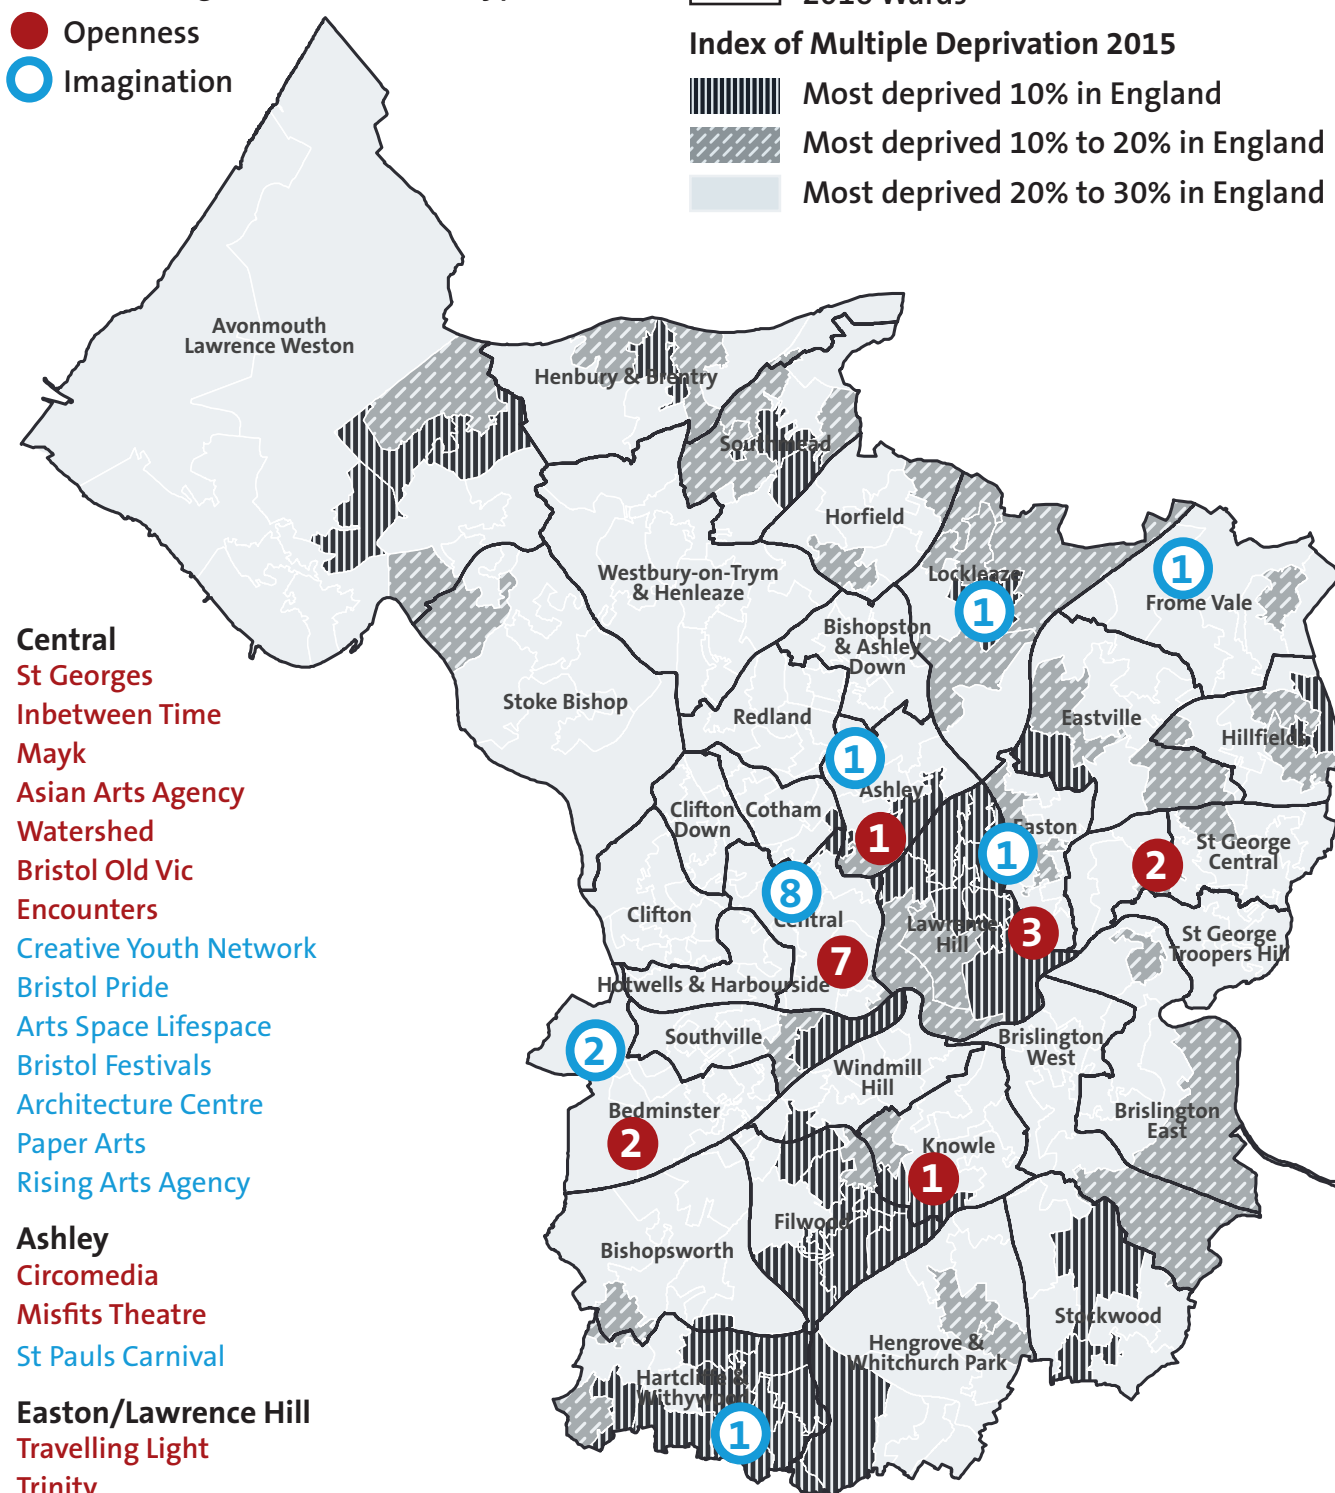 Openness
Imagination
2016 Wards
Index of Multiple Deprivation 2015
Most deprived 10% in England
Most deprived 10% to 20% in England
Most deprived 20% to 30% in England
Avonmouth
Lawrence Weston
Henbury & Brentry
Southmead
Horfield
Lockleaze
1
1
Frome Vale
Westbury-on-Trym
& Henleaze
Bishopston
& Ashley
Down
Stoke Bishop
Redland
Eastville
Hillfields
1
Ashley
1
Clifton
Down
Cotham
Easton
1
2
St George
Central
8
Central
7
Clifton
Lawrence
Hill
3
St George
Troopers Hill
Hotwells & Harbourside
Southville
2
Windmill
Hill
Brislington
West
Bedminster
2
Brislington
East
Knowle
1
Filwood
Bishopsworth
Stockwood
Hengrove &
Whitchurch Park
Hartcliffe &
Withywood
1
Central
St Georges
Inbetween Time
Mayk
Asian Arts Agency
Watershed
Bristol Old Vic
Encounters
Creative Youth Network
Bristol Pride
Arts Space Lifespace
Bristol Festivals
Architecture Centre
Paper Arts
Rising Arts Agency
Ashley
Circomedia
Misfits Theatre
St Pauls Carnival
Easton/Lawrence Hill
Travelling Light
Trinity